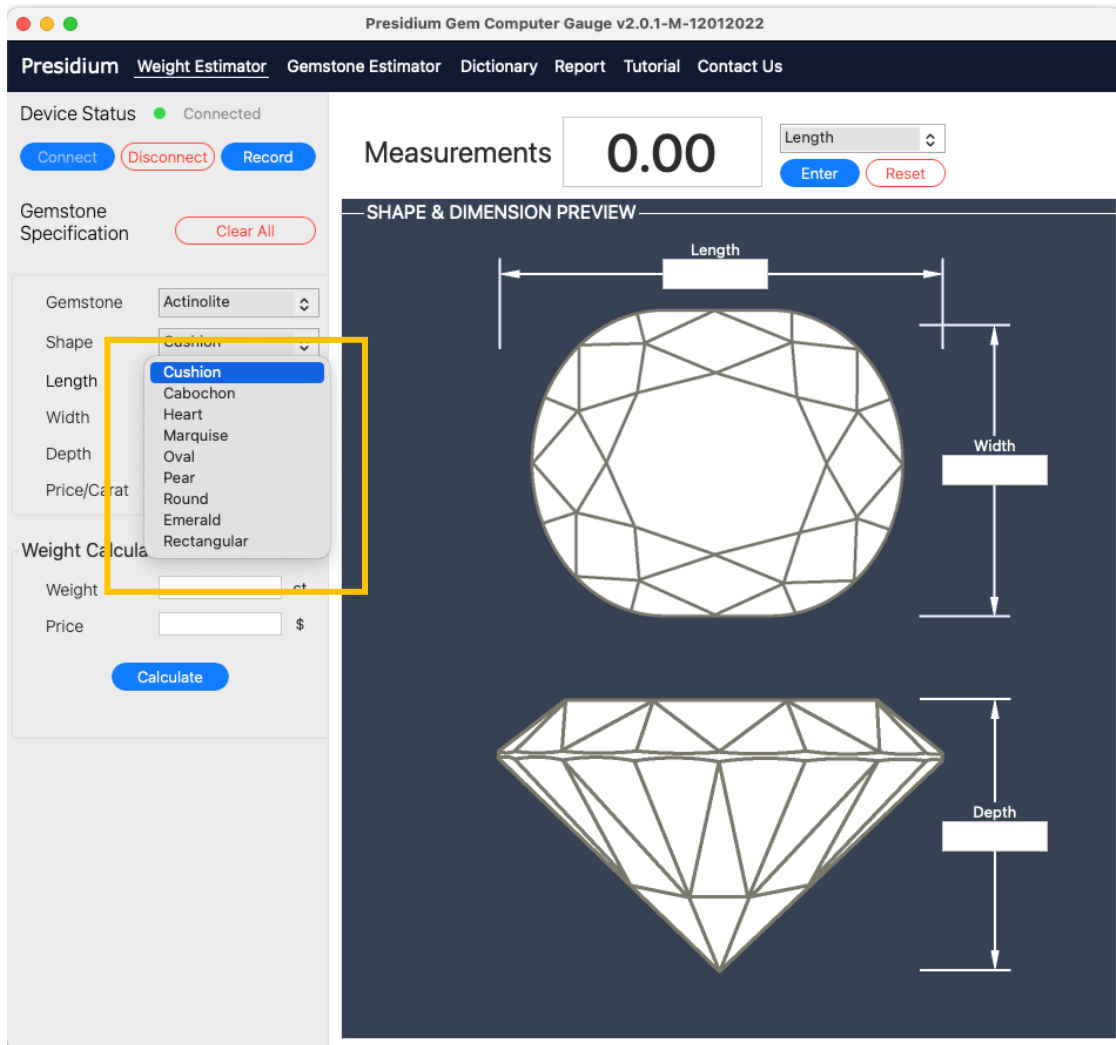 Presidium Gem Computer Gauge v2.0.1-M-12012022
Presidium Weight Estimator Gemstone Estimator Dictionary Report Tutorial Contact Us
Device Status Connected
Connect Disconnect Record
Measurements 0.00 Length
Enter Reset
Gemstone
Specification
Clear All
Gemstone Actinolite
Shape Cushion
Length
Width
Depth
Price/Carat
Cushion
Cabochon
Heart
Marquise
Oval
Pear
Round
Emerald
Rectangular
Weight Calcula
Weight ct
Price $
Calculate
SHAPE & DIMENSION PREVIEW
Length
Width
Depth